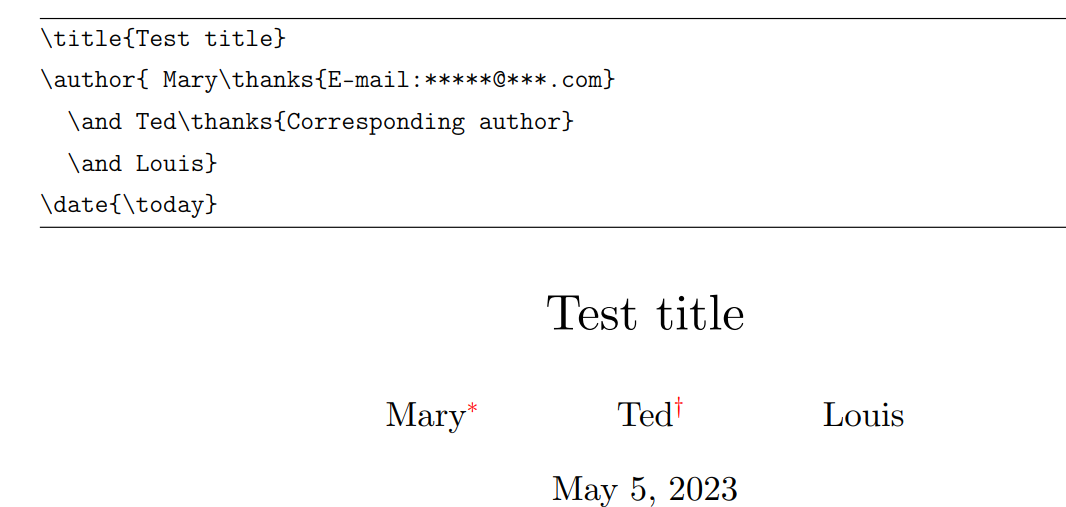 \title{Test title}
\author{ Mary\thanks{E-mail:*****@***.com}
\and Ted\thanks{Corresponding author}
\and Louis}
\date{\today}
Test title
Mary* Ted† Louis
May 5, 2023